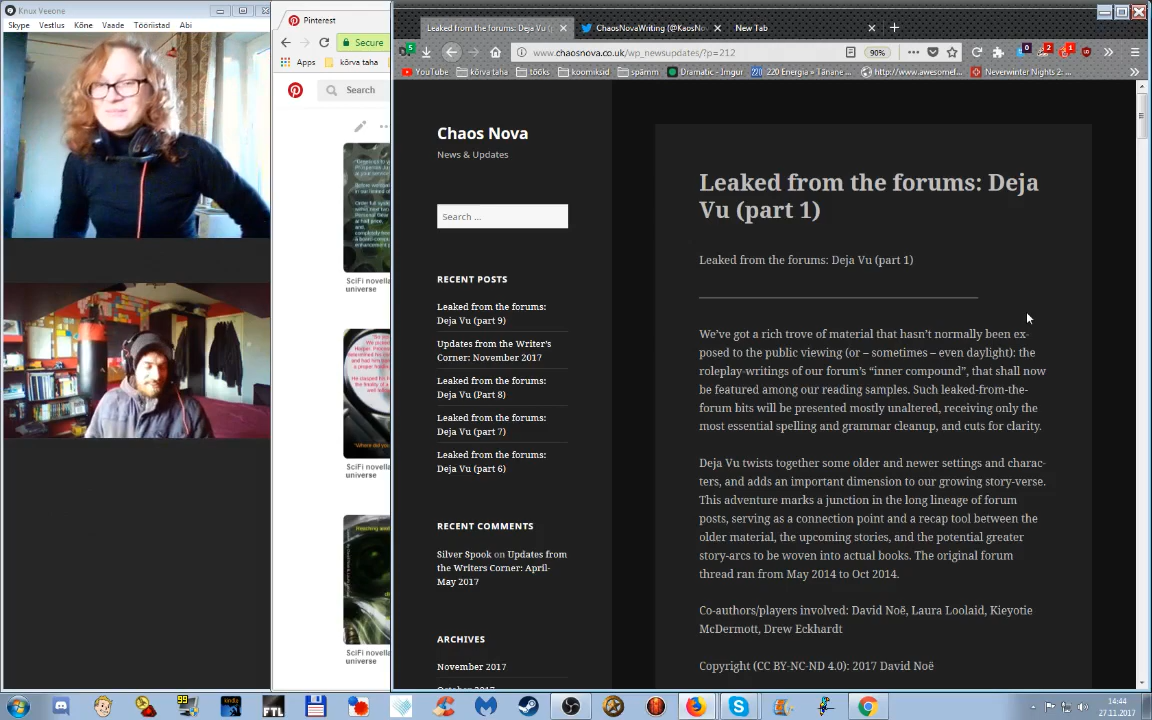 Knux Veeone
Skype Vestlus Kõne Vaade Tööriistad Abi
Pinterest
Secure
Apps kõrva taha
Search
SciFi novella
universe
SciFi novella
universe
SciFi novella
universe
Leaked from the forums: Deja V
ChaosNovaWriting (@KaosN
New Tab
www.chaosnova.co.uk/wp_newsupdates/?p=212
90%
YouTube kõrva taha tööks koomiksid spämm Dramatic - Imgur 220 Energia » Tänane... http://www.awesomel... Neverwinter Nights 2: ...
Chaos Nova
News & Updates
Search ...
RECENT POSTS
Leaked from the forums:
Deja Vu (part 9)
Updates from the Writer's
Corner: November 2017
Leaked from the forums:
Deja Vu (Part 8)
Leaked from the forums:
Deja Vu (part 7)
Leaked from the forums:
Deja Vu (part 6)
RECENT COMMENTS
Silver Spook on Updates from
the Writers Corner: April-
May 2017
ARCHIVES
November 2017
October 2017
Leaked from the forums: Deja
Vu (part 1)
Leaked from the forums: Deja Vu (part 1)
We've got a rich trove of material that hasn't normally been ex-
posed to the public viewing (or – sometimes – even daylight): the
roleplay-writings of our forum's "inner compound", that shall now
be featured among our reading samples. Such leaked-from-the-
forum bits will be presented mostly unaltered, receiving only the
most essential spelling and grammar cleanup, and cuts for clarity.
Deja Vu twists together some older and newer settings and charac-
ters, and adds an important dimension to our growing story-verse.
This adventure marks a junction in the long lineage of forum
posts, serving as a connection point and a recap tool between the
older material, the upcoming stories, and the potential greater
story-arcs to be woven into actual books. The original forum
thread ran from May 2014 to Oct 2014.
Co-authors/players involved: David Noë, Laura Loolaid, Kieyotie
McDermott, Drew Eckhardt
Copyright (CC BY-NC-ND 4.0): 2017 David Noë
99
kindle
FTL
14:44
27.11.2017